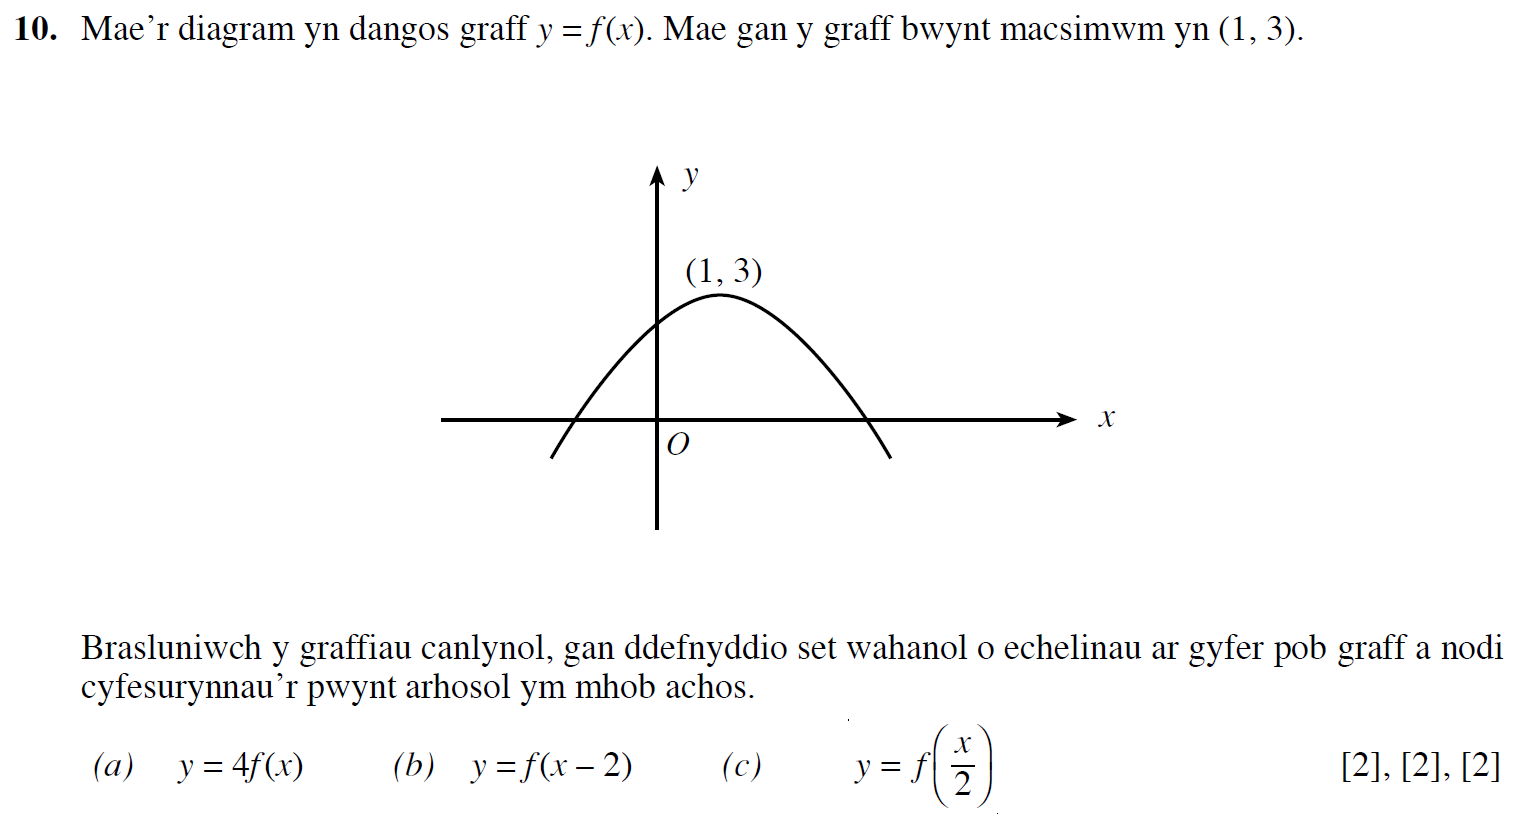 10. Mae’r diagram yn dangos graff y = f(x). Mae gan y graff bwynt macsimwm yn (1, 3).
y
(1, 3)
x
O
Brasluniwch y graffiau canlynol, gan ddefnyddio set wahanol o echelinau ar gyfer pob graff a nodi
cyfesurynnau’r pwynt arhosol ym mhob achos.
(a) y = 4f(x) (b) y = f(x – 2) (c) y = f(x/2) [2], [2], [2]